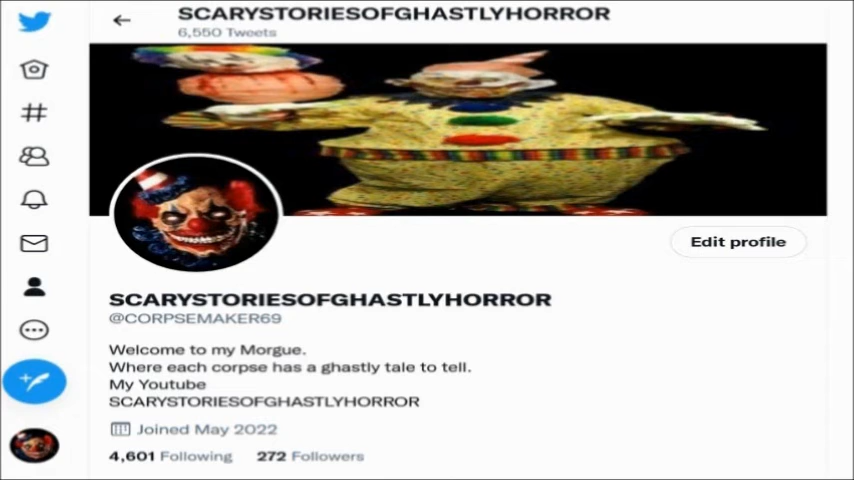 SCARYSTORIESOFGHASTLYHORROR
6,550 Tweets
Edit profile
SCARYSTORIESOFGHASTLYHORROR
@CORPSEMAKER69
Welcome to my Morgue.
Where each corpse has a ghastly tale to tell.
My Youtube
SCARYSTORIESOFGHASTLYHORROR
Joined May 2022
4,601 Following 272 Followers